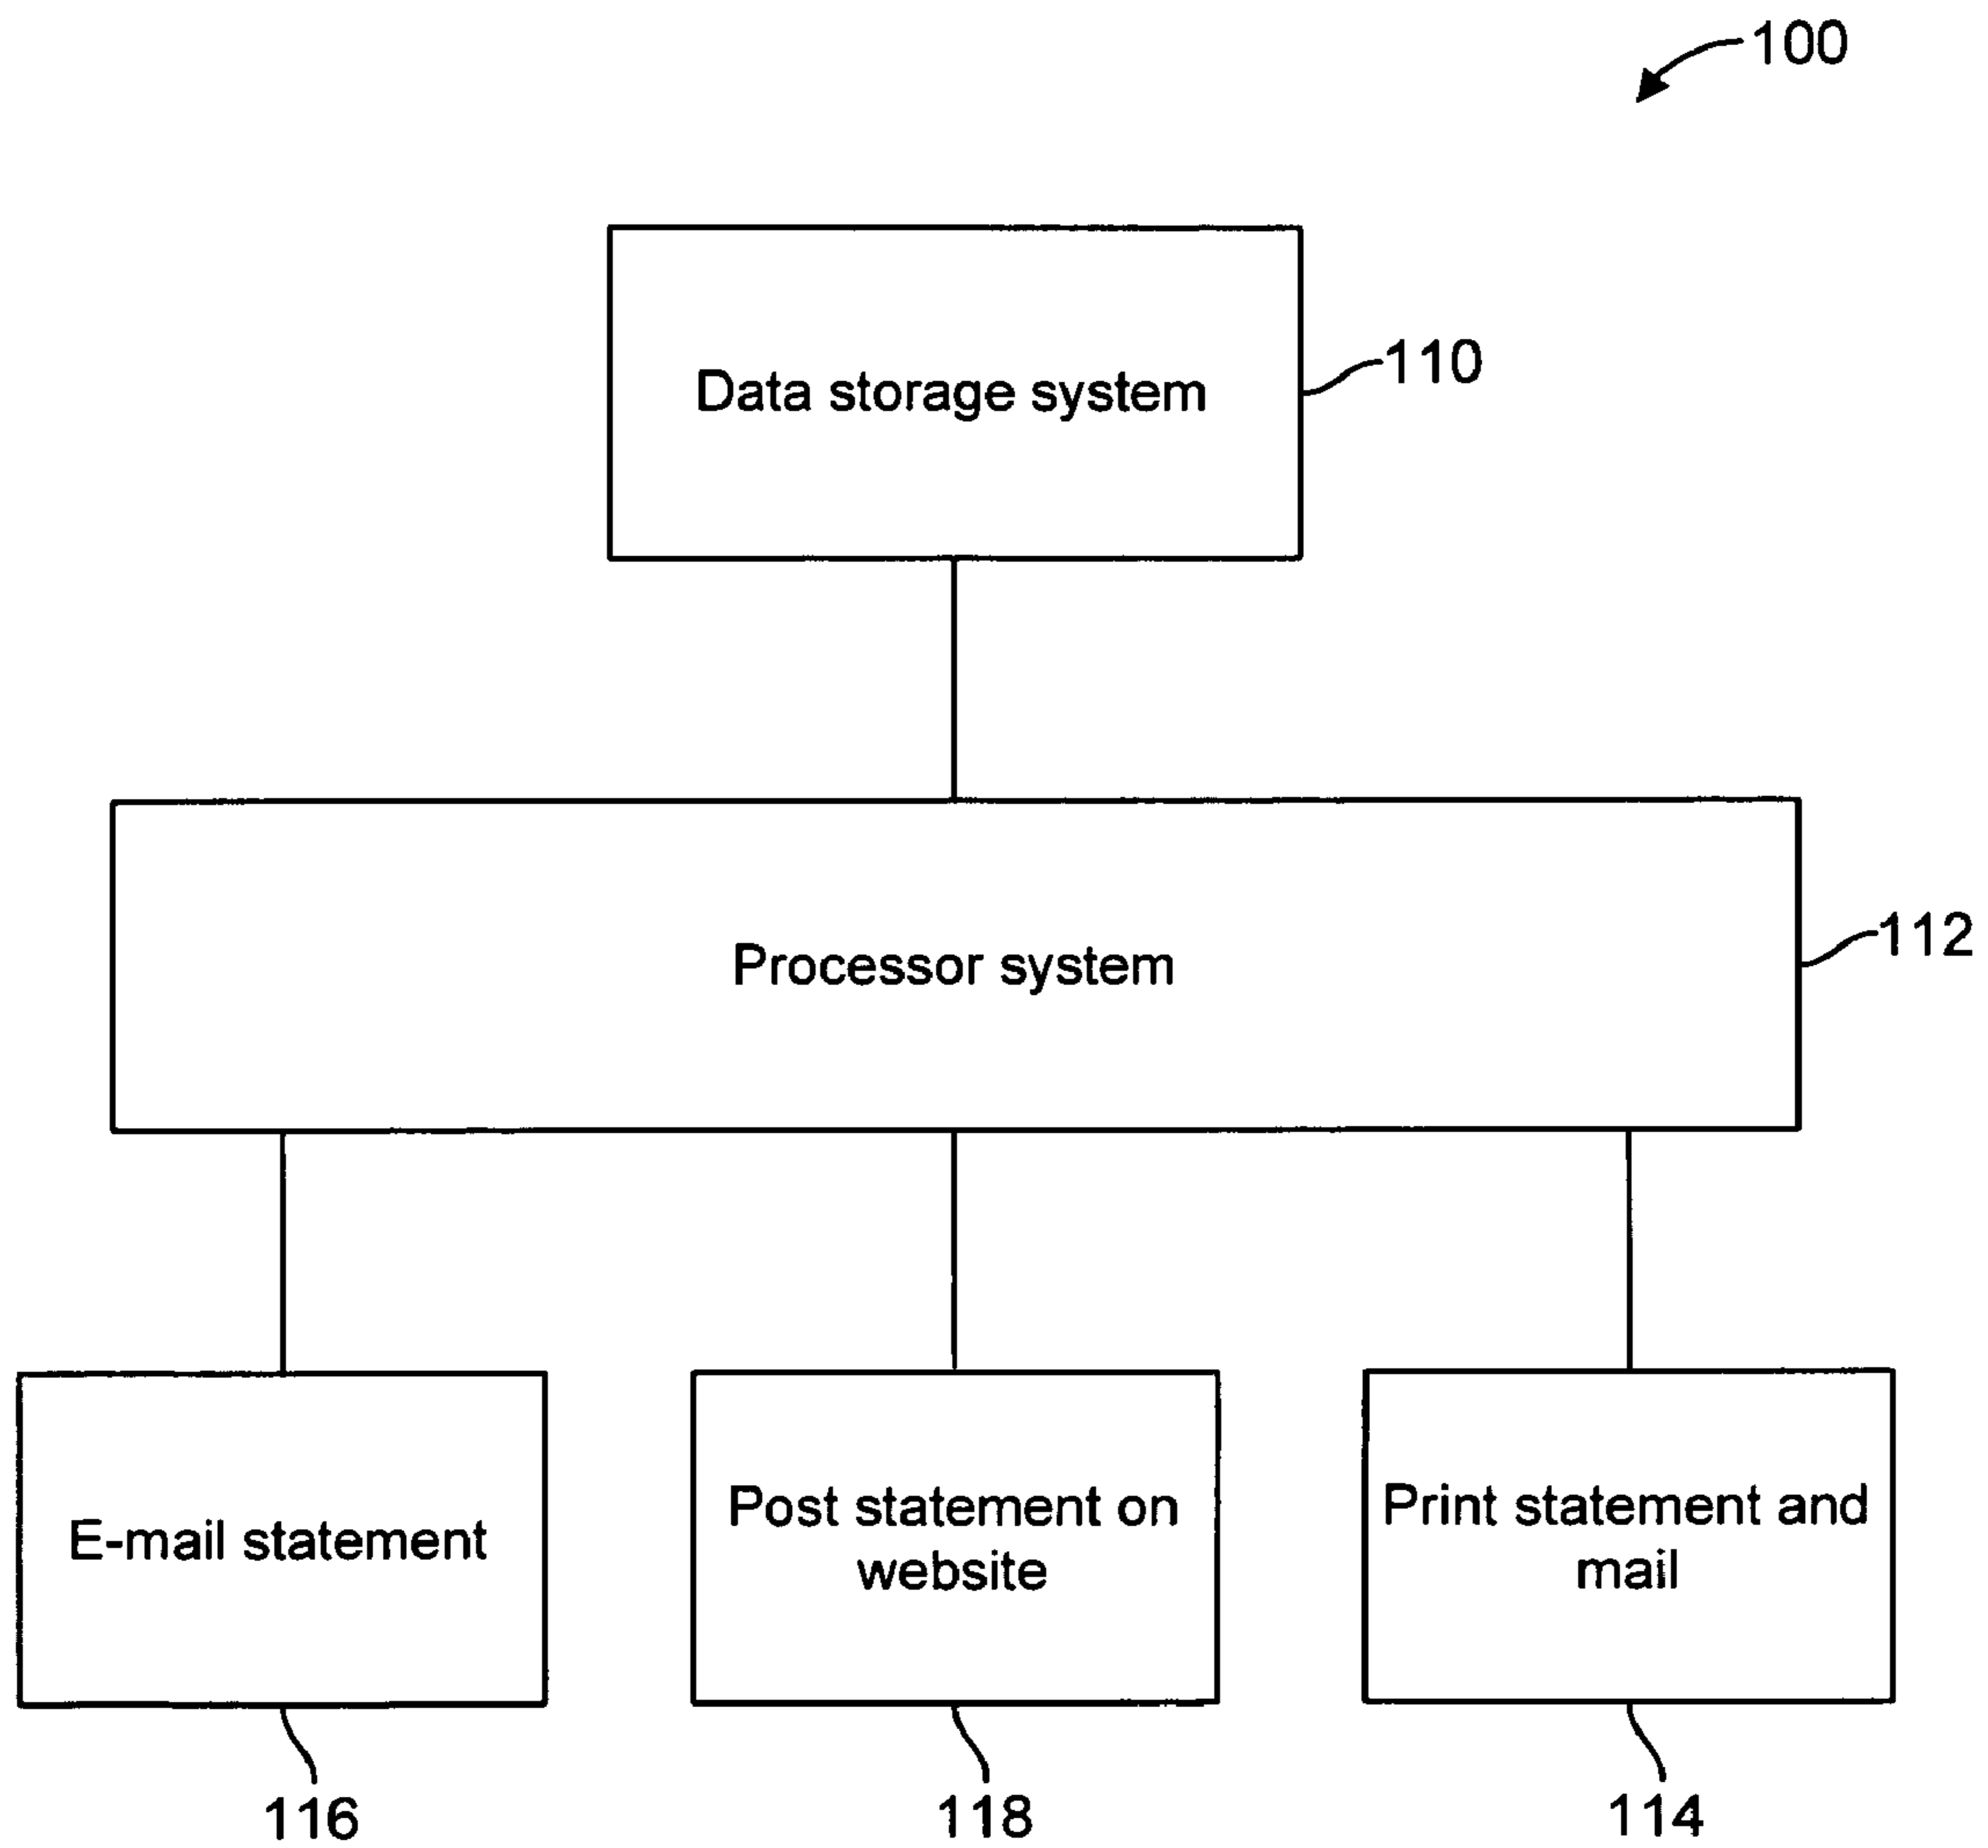 100
Data storage system
110
Processor system
112
E-mail statement
Post statement on
website
Print statement and
mail
116
118
114